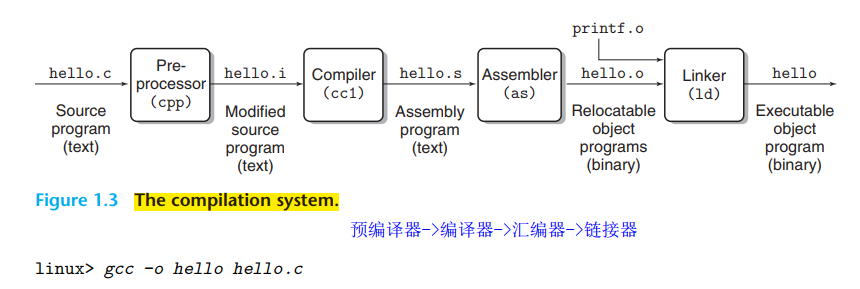 printf.o
hello.c
Pre-
processor
(cpp)
hello.i
Compiler
(cc1)
hello.s
Assembler
(as)
hello.o
Linker
(ld)
hello
Source
program
(text)
Modified
source
program
(text)
Assembly
program
(text)
Relocatable
object
programs
(binary)
Executable
object
program
(binary)
Figure 1.3 The compilation system.
预编译器->编译器->汇编器->链接器
linux> gcc -o hello hello.c